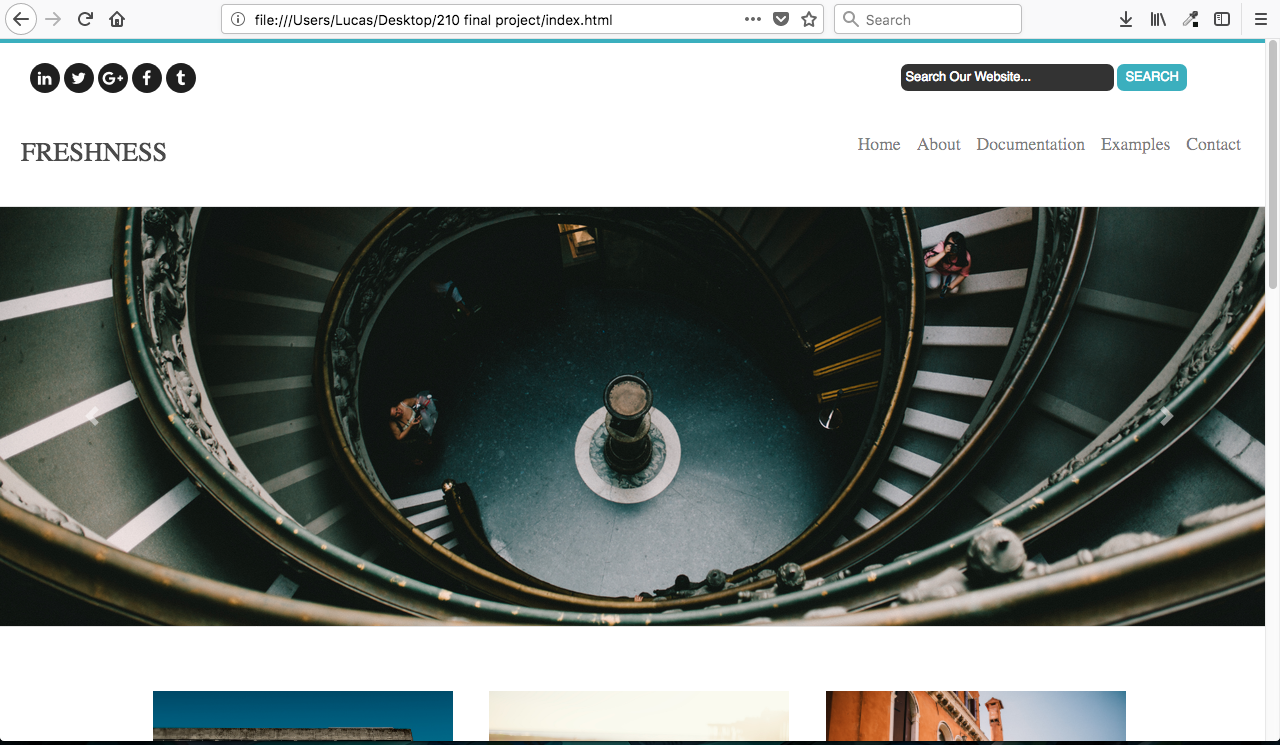 file:///Users/Lucas/Desktop/210 final project/index.html
Search
in G+ f t
Search Our Website... SEARCH
FRESHNESS
Home About Documentation Examples Contact